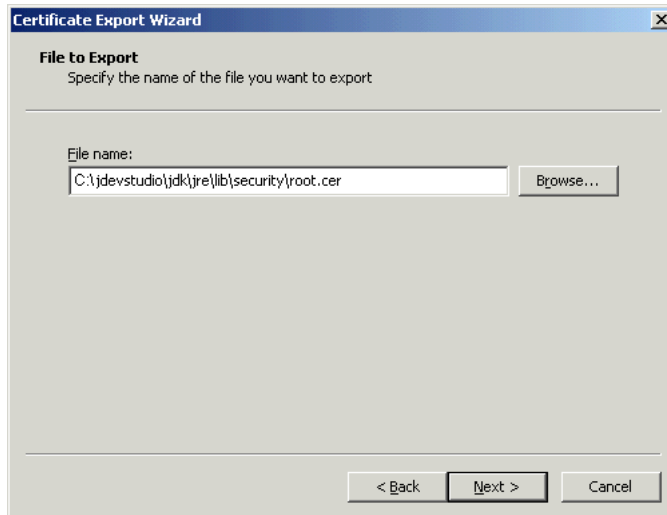 Certificate Export Wizard
File to Export
Specify the name of the file you want to export
File name:
C:\jdevstudio\jdk\jre\lib\security\root.cer
Browse...
< Back
Next >
Cancel